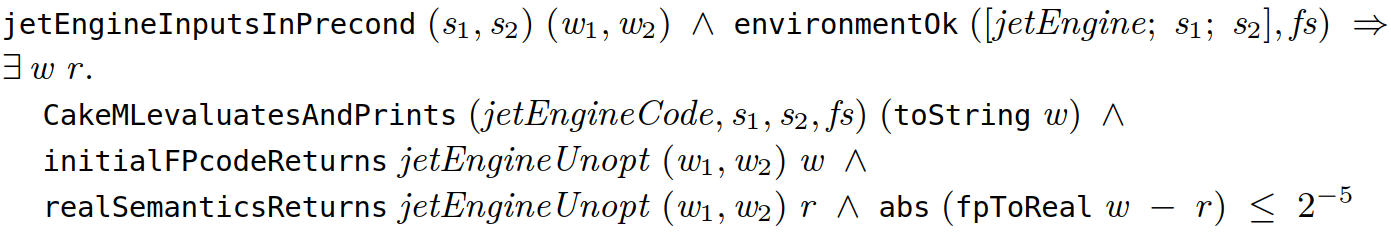 jetEngineInputsInPrecond (s₁, s₂) (w₁, w₂) ∧ environmentOk ([jetEngine; s₁; s₂], fs) ⇒
∃ w r.
CakeMLevaluatesAndPrints (jetEngineCode, s₁, s₂, fs) (toString w) ∧
initialFPcodeReturns jetEngineUnopt (w₁, w₂) w ∧
realSemanticsReturns jetEngineUnopt (w₁, w₂) r ∧ abs (fpToReal w − r) ≤ 2⁻⁵